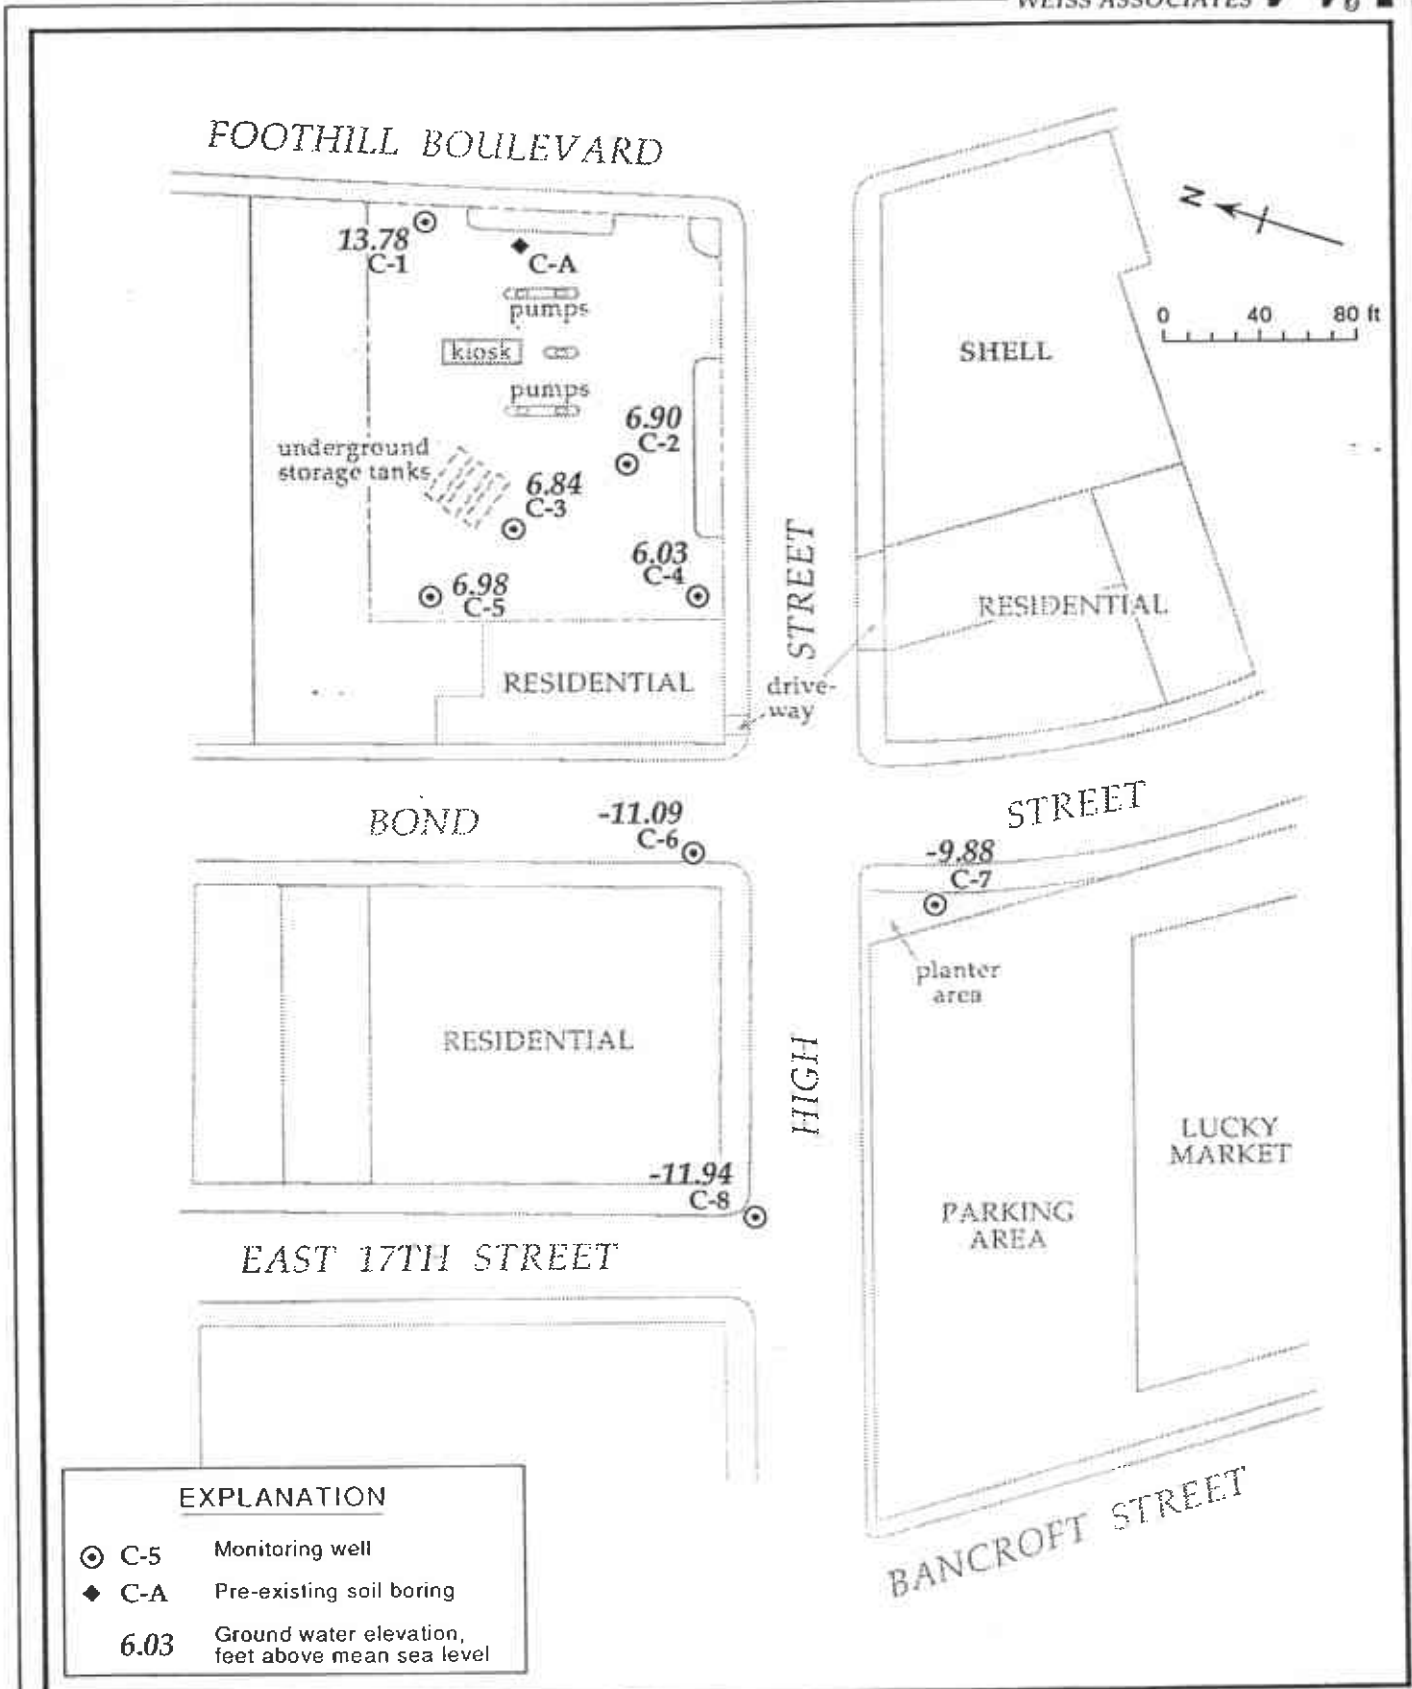 WEISS ASSOCIATES
FOOTHILL BOULEVARD
N
13.78
C-1
C-A
pumps
kiosk
pumps
0 40 80 ft
SHELL
6.90
C-2
underground
storage tanks
6.84
C-3
6.03
C-4
6.98
C-5
STREET
RESIDENTIAL
RESIDENTIAL
drive-
way
BOND
-11.09
C-6
STREET
-9.88
C-7
planter
area
RESIDENTIAL
HIGH
LUCKY
MARKET
-11.94
C-8
PARKING
AREA
EAST 17TH STREET
BANCROFT STREET
EXPLANATION
C-5 Monitoring well
C-A Pre-existing soil boring
6.03 Ground water elevation,
feet above mean sea level